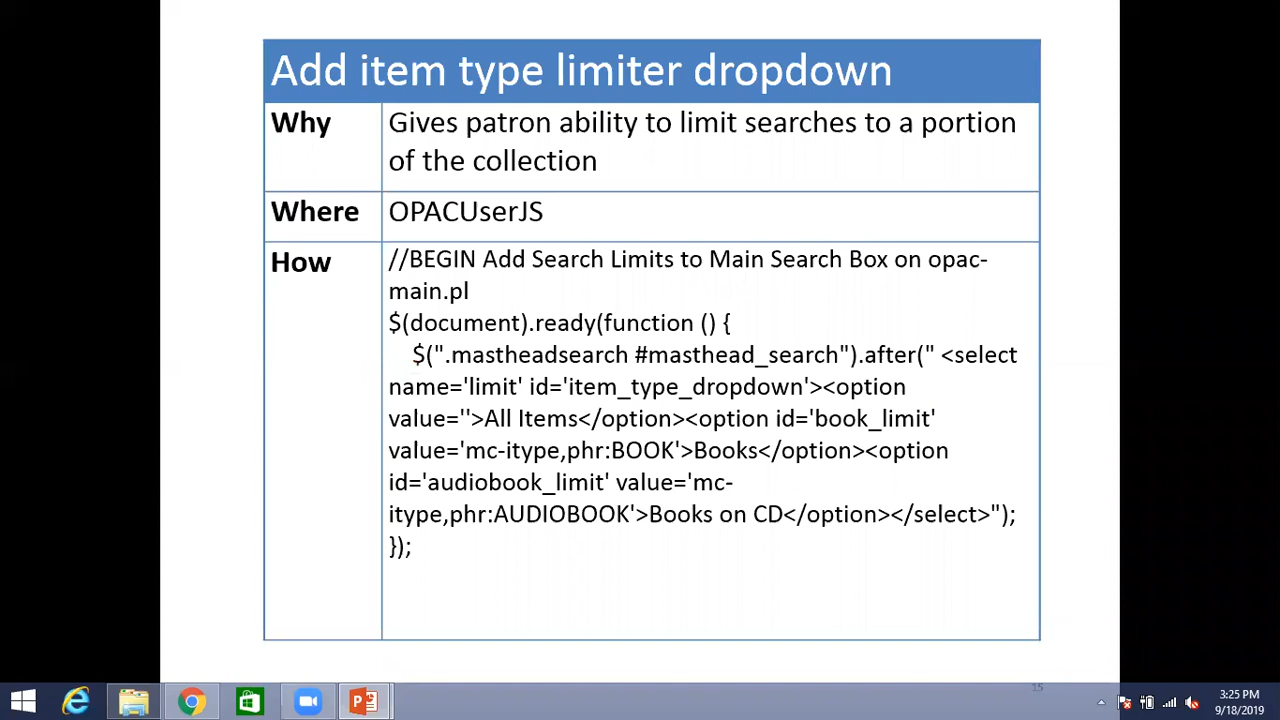 Add item type limiter dropdown
Why
Gives patron ability to limit searches to a portion
of the collection
Where
OPACUserJS
How
//BEGIN Add Search Limits to Main Search Box on opac-
main.pl
$(document).ready(function () {
$(".mastheadsearch #masthead_search").after(" <select
name='limit' id='item_type_dropdown'><option
value=''>All Items</option><option id='book_limit'
value='mc-itype,phr:BOOK'>Books</option><option
id='audiobook_limit' value='mc-
itype,phr:AUDIOBOOK'>Books on CD</option></select>");
});
15
3:25 PM
9/18/2019